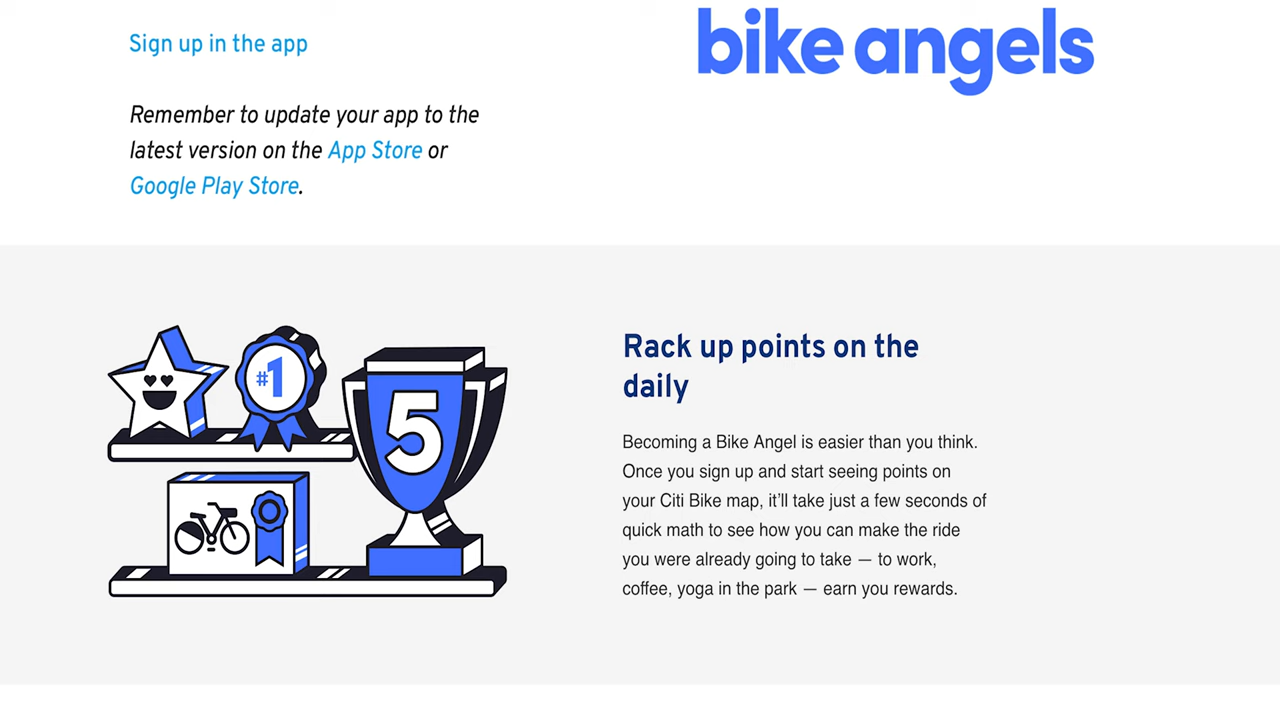 Sign up in the app
bike angels
Remember to update your app to the
latest version on the App Store or
Google Play Store.
#1
5
Rack up points on the
daily
Becoming a Bike Angel is easier than you think.
Once you sign up and start seeing points on
your Citi Bike map, it’ll take just a few seconds of
quick math to see how you can make the ride
you were already going to take — to work,
coffee, yoga in the park — earn you rewards.